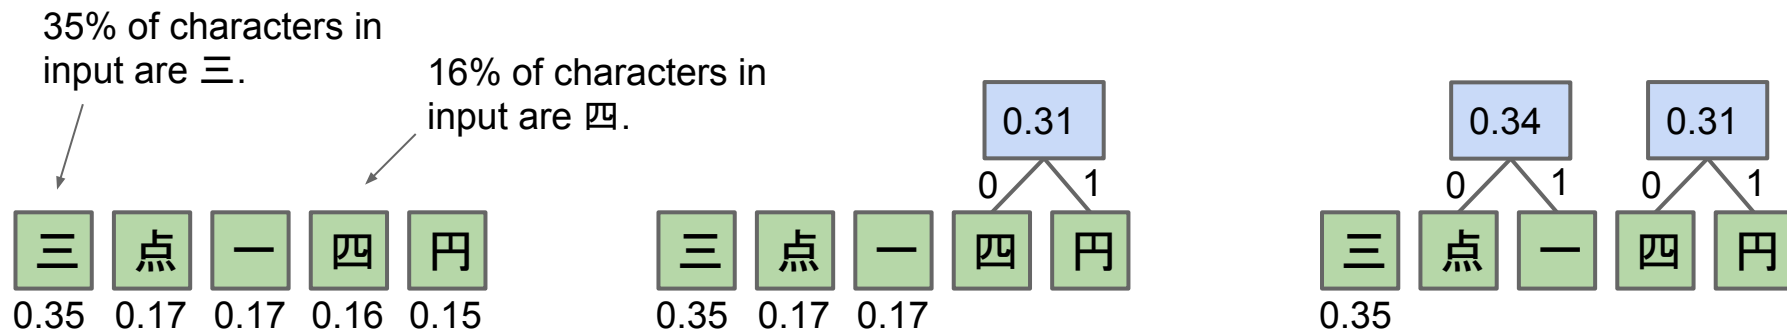 35% of characters in
input are 三.
16% of characters in
input are 四.
三 点 一 四 円
0.35 0.17 0.17 0.16 0.15
0.31
0 1
三 点 一 四 円
0.35 0.17 0.17
0.34 0.31
0 1 0 1
三 点 一 四 円
0.35